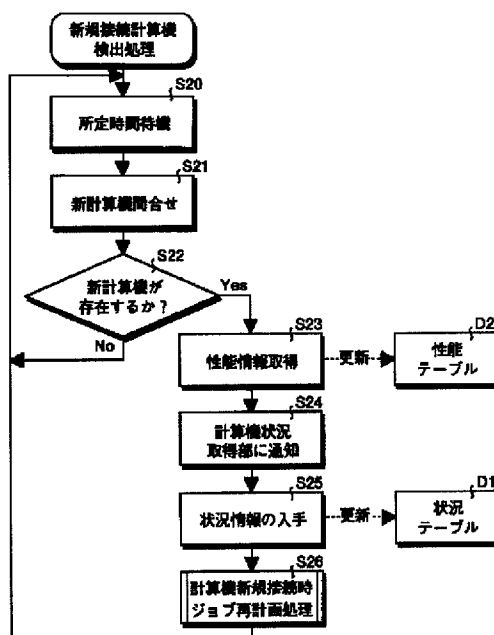 新規接続計算機
検出処理
S20
所定時間待機
S21
新計算機問合せ
S22
新計算機が
存在するか？
Yes
No
S23
性能情報取得
更新
D2
性能
テーブル
S24
計算機状況
取得部に通知
S25
状況情報の入手
更新
D1
状況
テーブル
S26
計算機新規接続時
ジョブ再計画処理